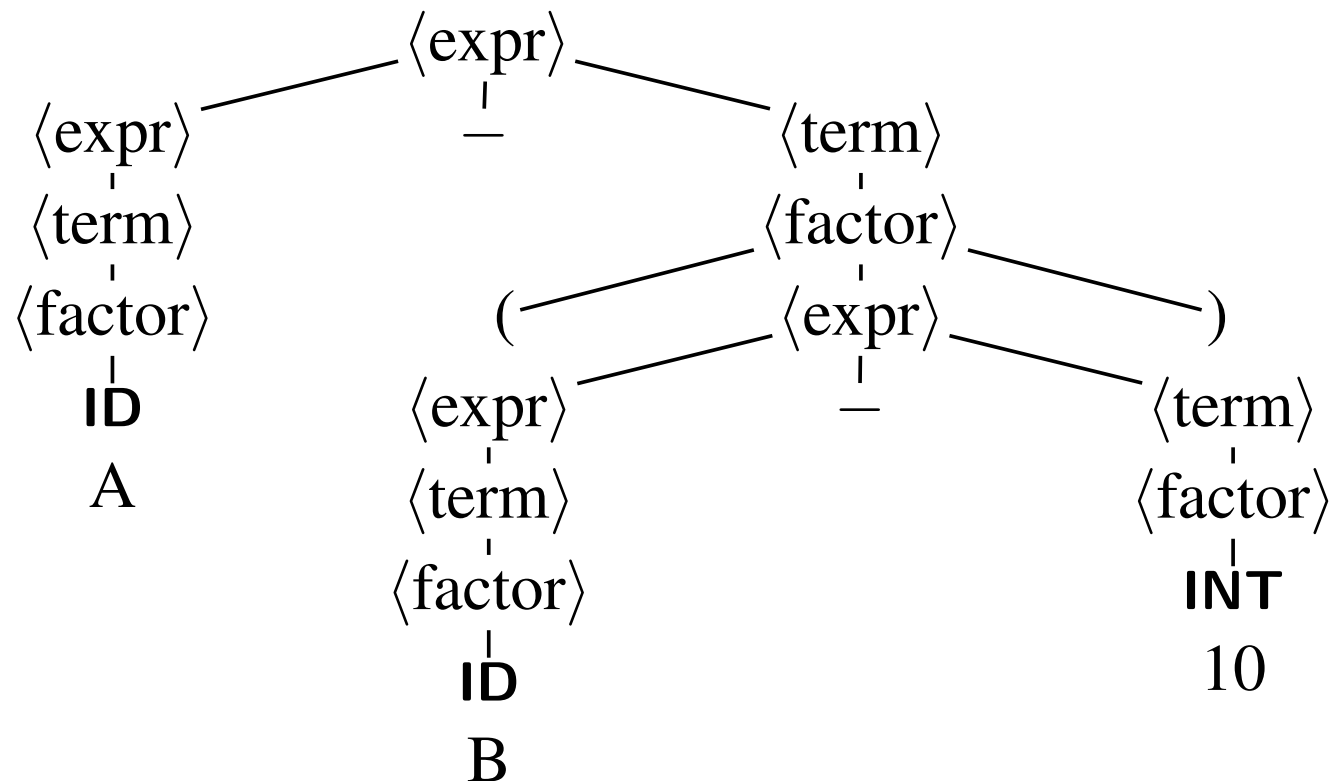 ⟨expr⟩
⟨expr⟩ – ⟨term⟩
⟨term⟩ ⟨factor⟩
⟨factor⟩ ( ⟨expr⟩ )
ID ⟨expr⟩ – ⟨term⟩
A ⟨term⟩ ⟨factor⟩
⟨factor⟩ INT
ID 10
B